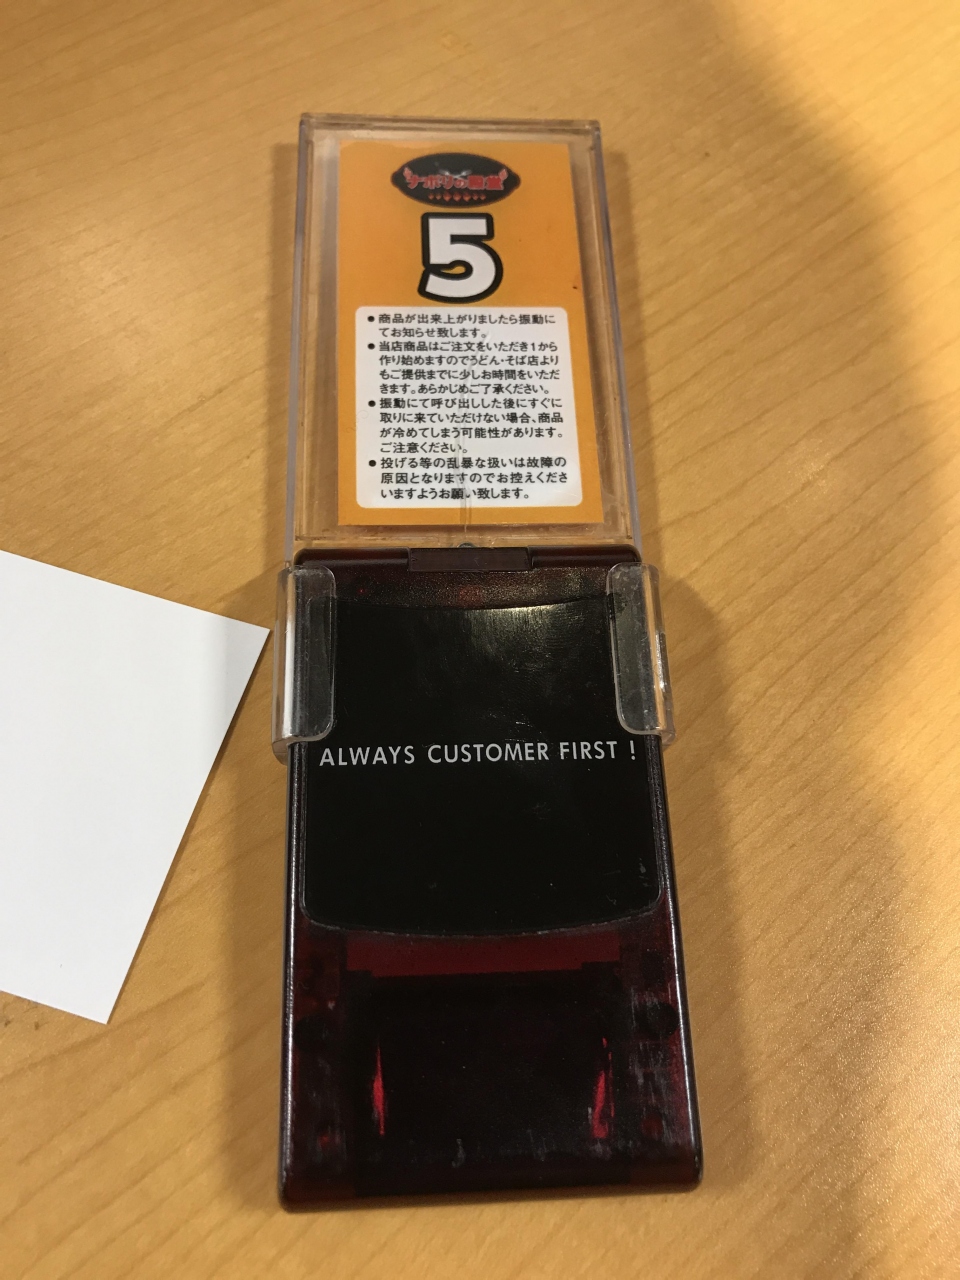 ナポリの食堂
5
●商品が出来上がりましたら振動に
てお知らせ致します。
●当店商品はご注文をいただき1から
作り始めますのでうどん・そば店より
もご提供までに少しお時間をいただ
きます。あらかじめご了承ください。
●振動にて呼び出しした後にすぐに
取りに来ていただけない場合、商品
が冷めてしまう可能性があります。
ご注意ください。
●投げる等の乱暴な扱いは故障の
原因となりますのでお控えくださ
いますようお願い致します。
ALWAYS CUSTOMER FIRST !